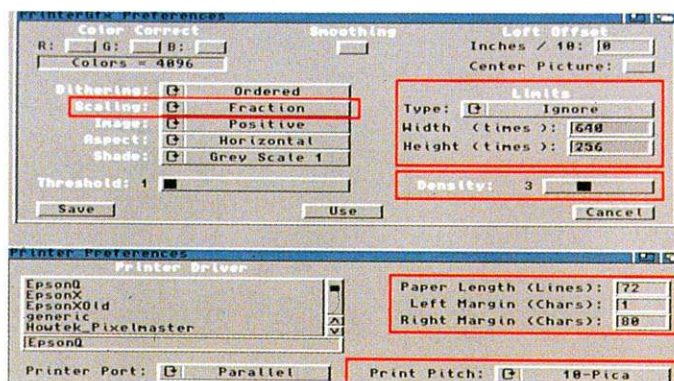 PrinterGfx Preferences
Color Correct
R: G: B:
Colors = 4096
Smoothing
Left Offset
Inches / 10: 0
Center Picture:
Dithering: Ordered
Scaling: Fraction
Image: Positive
Aspect: Horizontal
Shade: Grey Scale 1
Threshold: 1
Limits
Type: Ignore
Width (times ): 640
Height (times ): 256
Density: 3
Save Use Cancel
Printer Preferences
Printer Driver
EpsonQ
EpsonX
EpsonXOld
generic
Howtek_Pixelmaster
EpsonQ
Paper Length (Lines): 72
Left Margin (Chars): 1
Right Margin (Chars): 80
Printer Port: Parallel
Print Pitch: 10-Pica